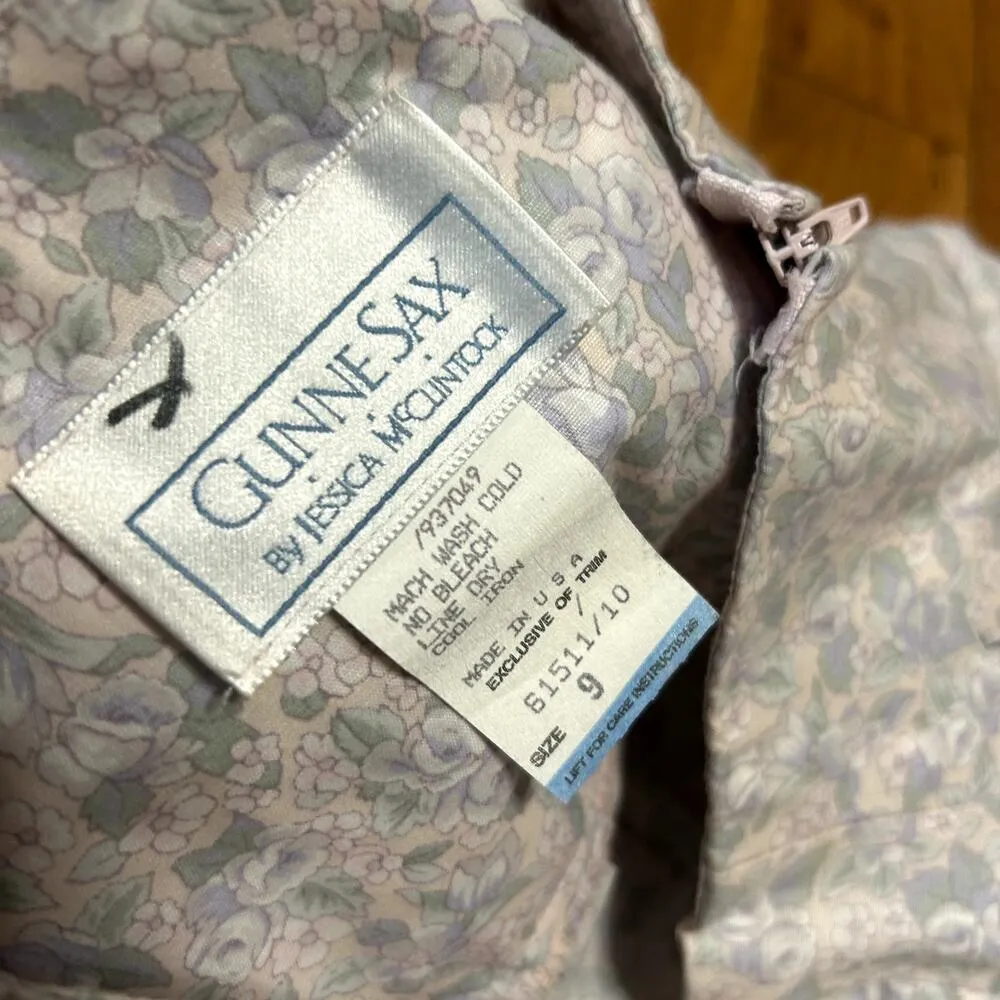 GUNNE SAX
By JESSICA McCLINTOCK
/937049
MACH WASH COLD
NO BLEACH
LINE DRY
COOL IRON
MADE IN U S A
EXCLUSIVE OF TRIM
/
61511/10
SIZE 9
LIFT FOR CARE INSTRUCTIONS